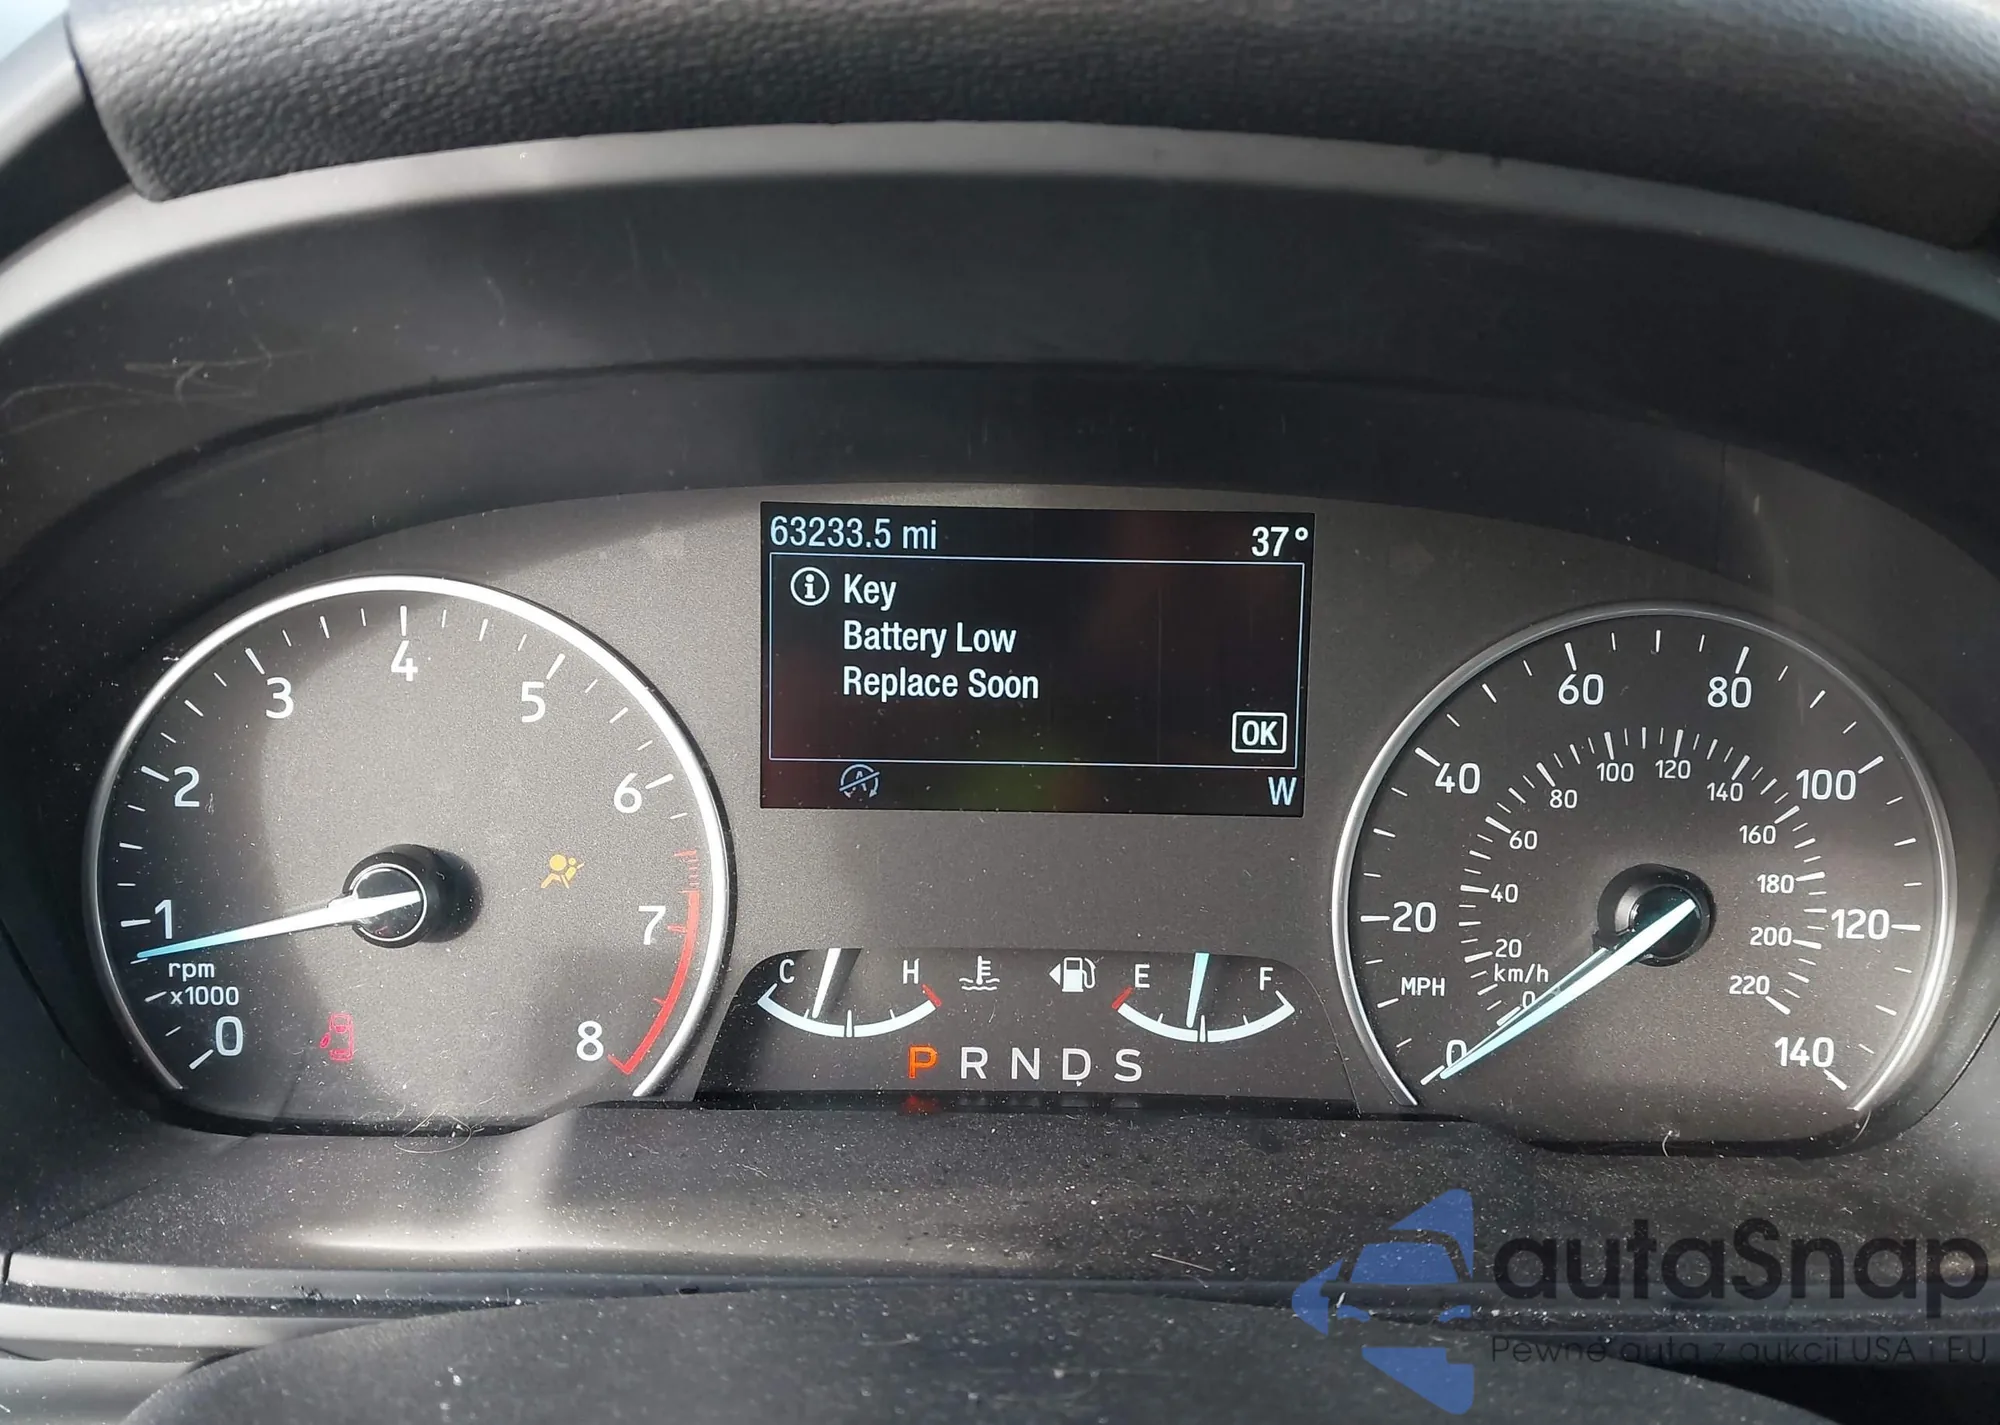 63233.5 mi 37°
Key
Battery Low
Replace Soon
OK
W
0 1 2 3 4 5 6 7 8
rpm
x1000
C H E F
P R N D S
0 20 40 60 80 100 120 140
MPH
0 20 40 60 80 100 120 140 160 180 200 220
km/h
autaSnap
Pewne auta z aukcji USA i EU